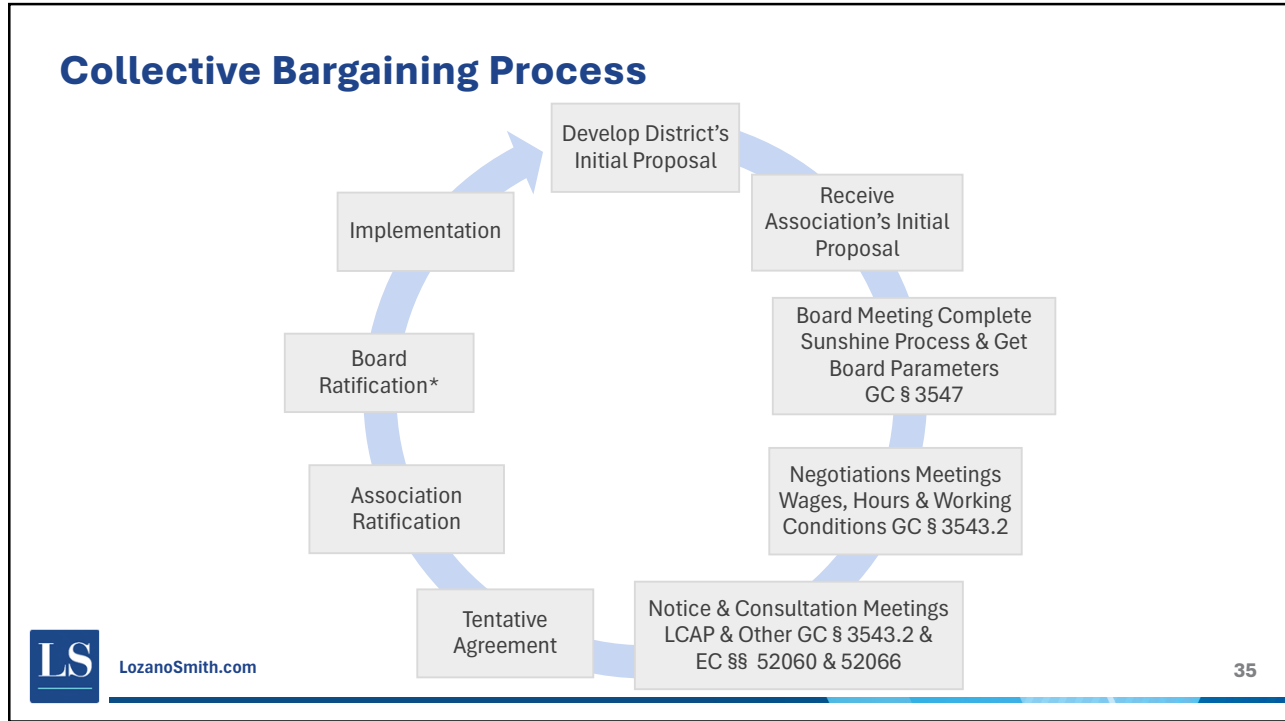 Collective Bargaining Process
Develop District's
Initial Proposal
Receive
Association's Initial
Proposal
Board Meeting Complete
Sunshine Process & Get
Board Parameters
GC § 3547
Negotiations Meetings
Wages, Hours & Working
Conditions GC § 3543.2
Notice & Consultation Meetings
LCAP & Other GC § 3543.2 &
EC §§ 52060 & 52066
Tentative
Agreement
Association
Ratification
Board
Ratification*
Implementation
LS
LozanoSmith.com
35